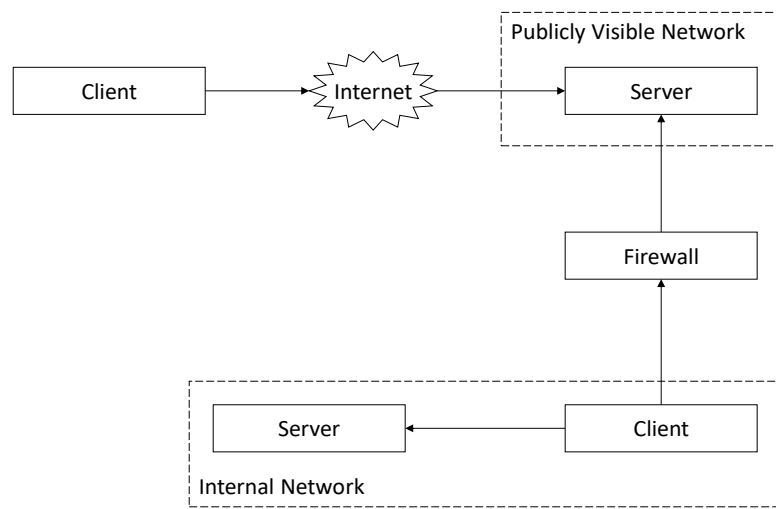 Publicly Visible Network
Client
Internet
Server
Firewall
Server
Client
Internal Network